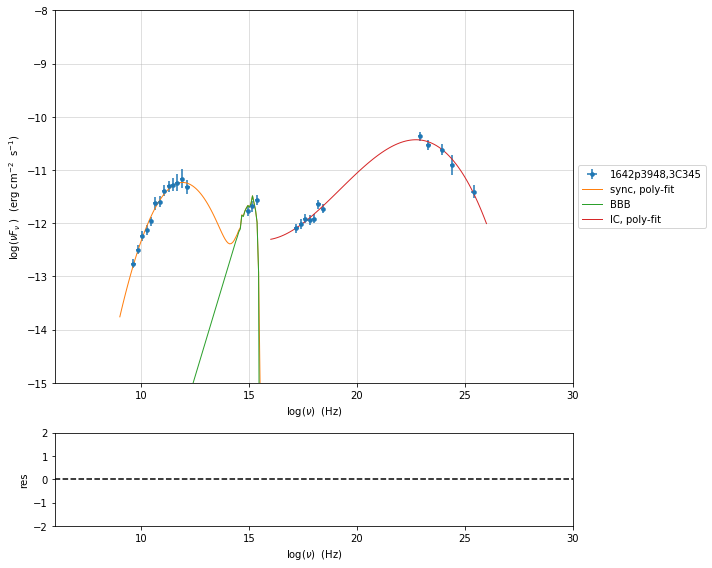 −8
−9
−10
−11
−12
−13
−14
−15
log(νFν )  (erg cm−2  s−1)
10
15
20
25
30
log(ν)  (Hz)
1642p3948,3C345
sync, poly-fit
BBB
IC, poly-fit
2
1
0
−1
−2
res
10
15
20
25
30
log(ν)  (Hz)